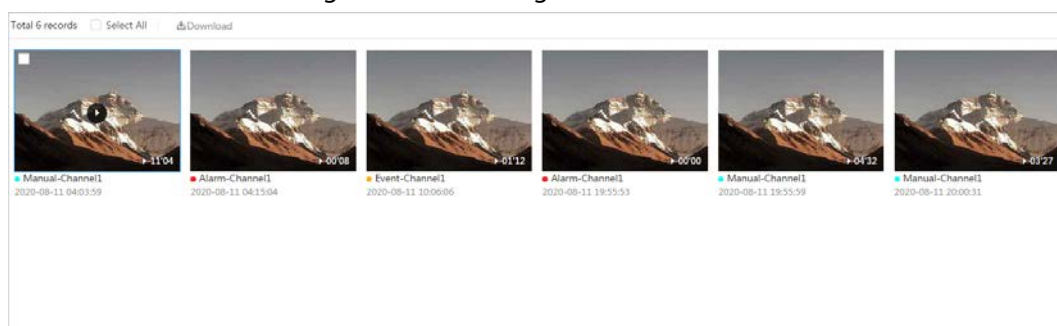 Total 6 records Select All Download
11'04 00'08 01'12 00'00 04'32 03'27
Manual-Channel1 Alarm-Channel1 Event-Channel1 Alarm-Channel1 Manual-Channel1 Manual-Channel1
2020-08-11 04:03:59 2020-08-11 04:15:04 2020-08-11 10:06:06 2020-08-11 19:55:53 2020-08-11 19:55:59 2020-08-11 20:00:31